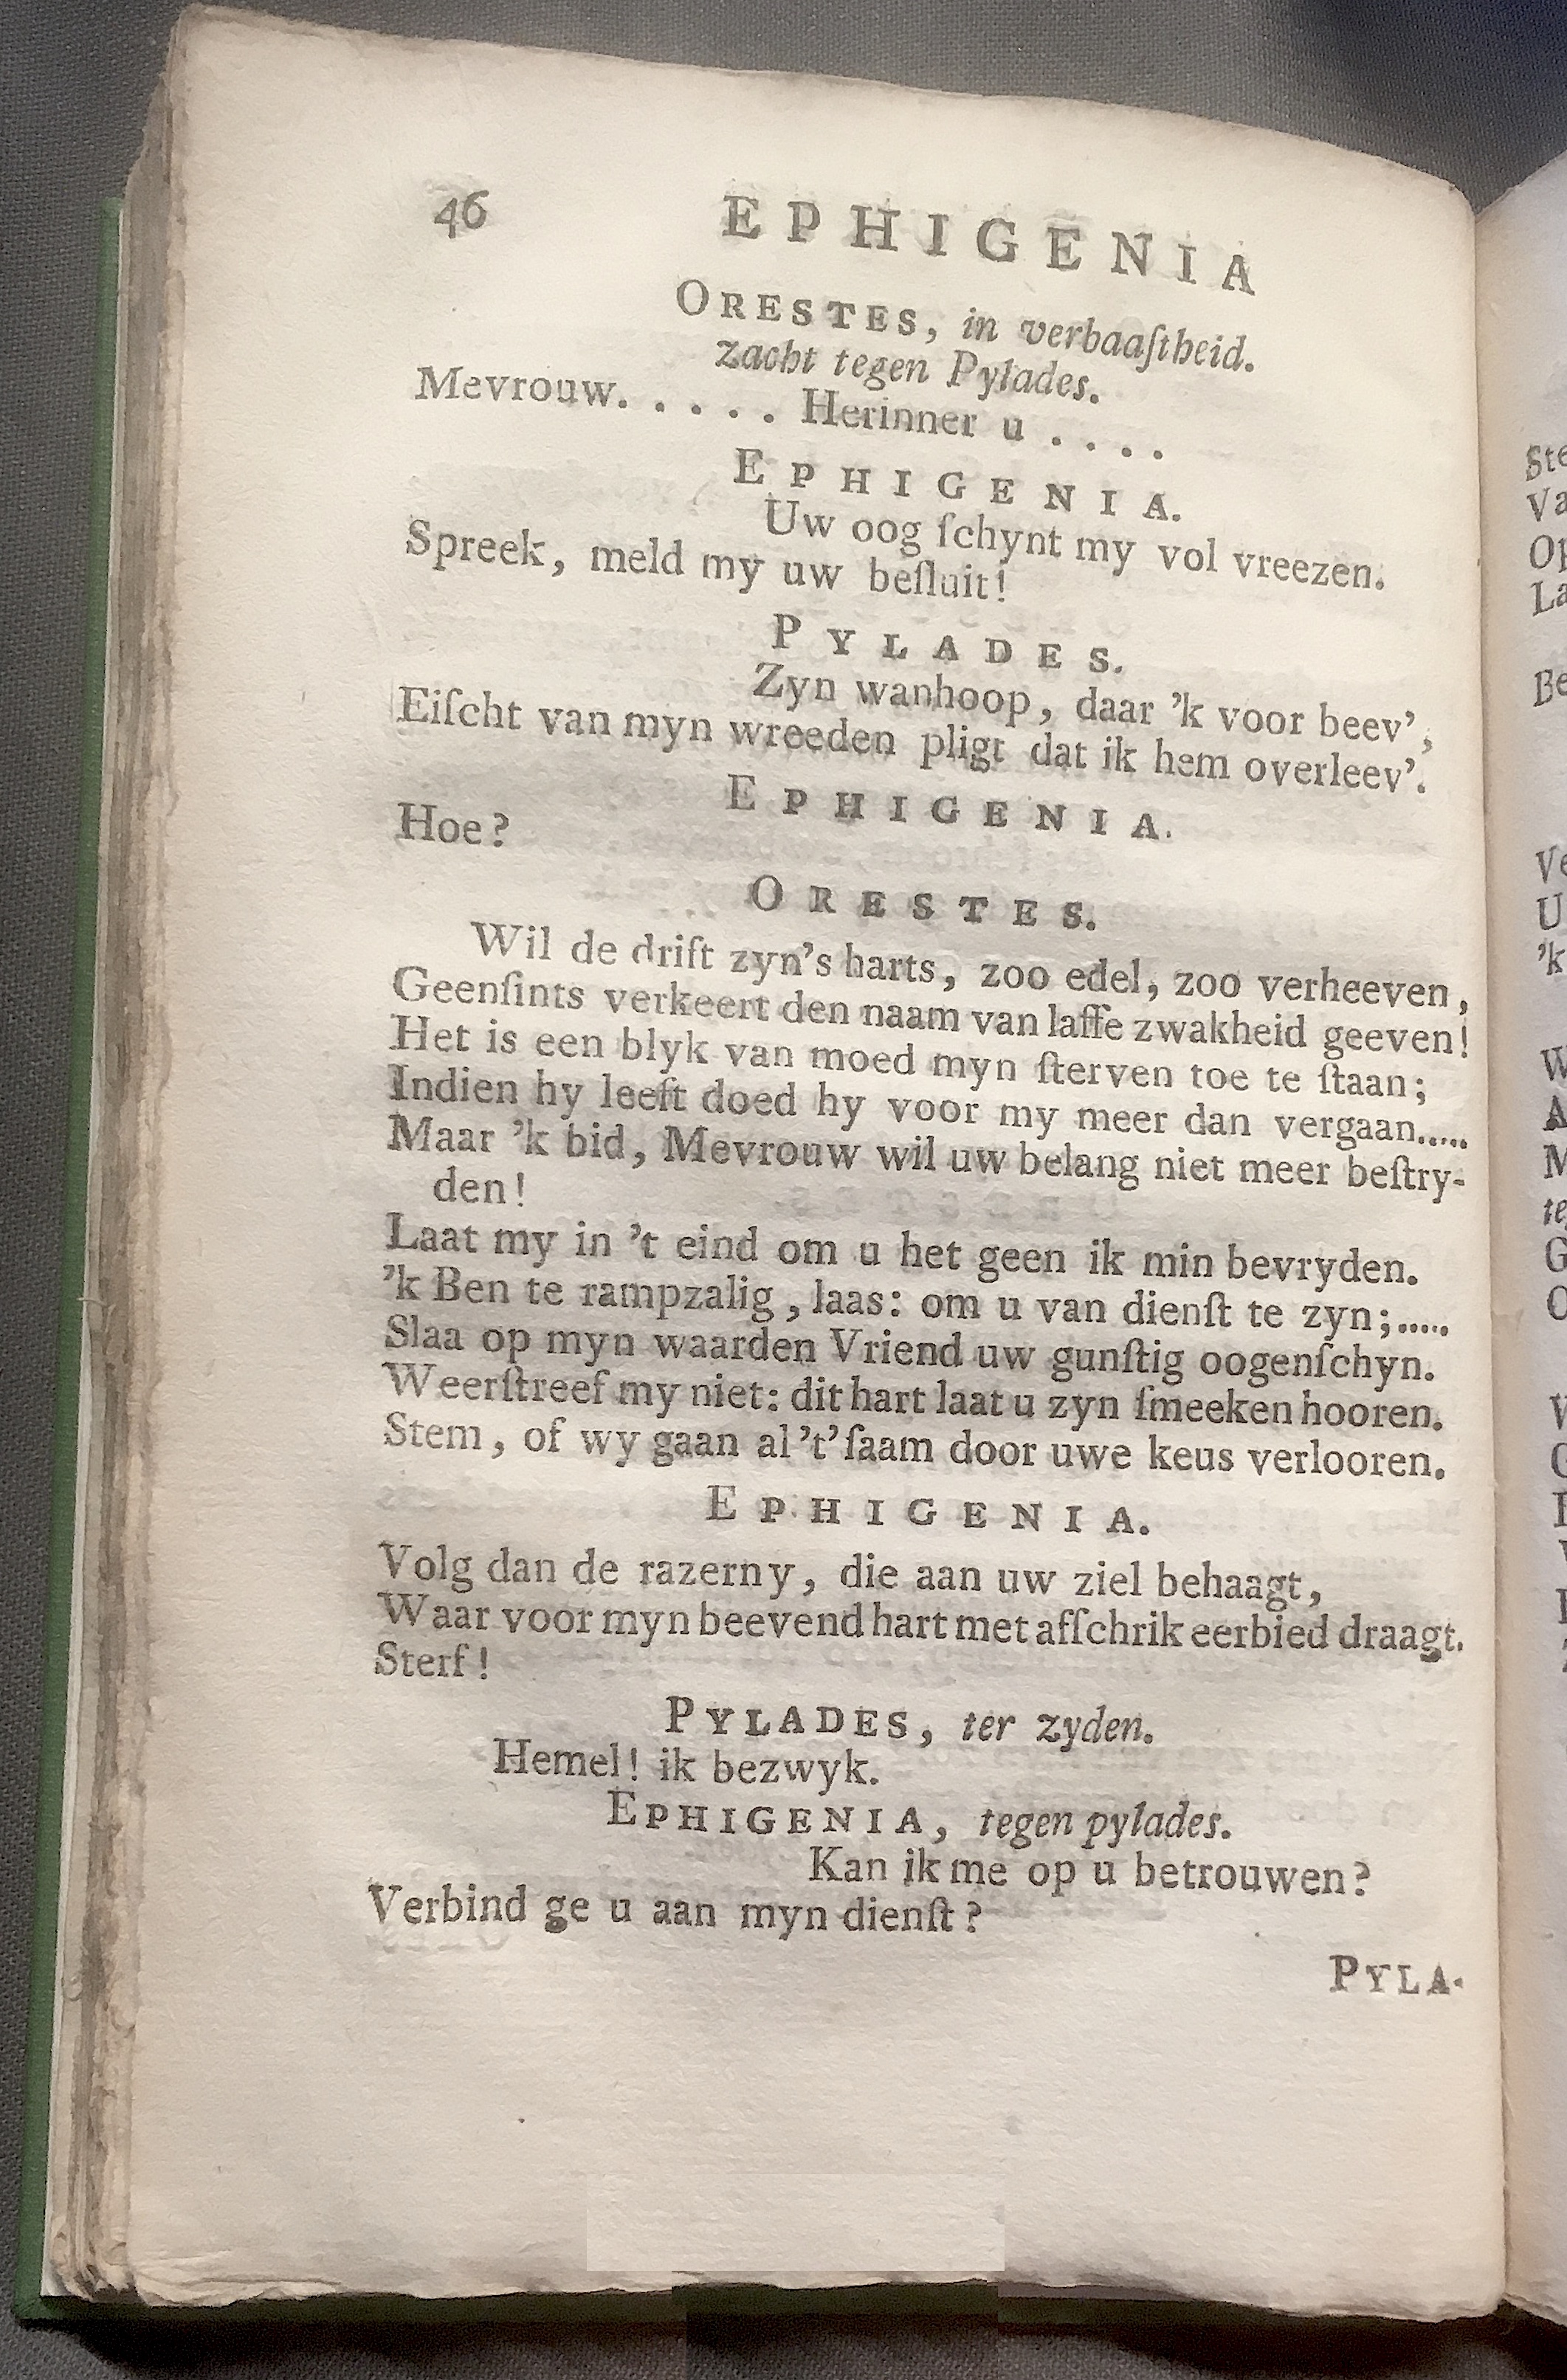 46
EPHIGENIA
ORESTES, in verbaaſtheid.
zacht tegen Pylades.
Mevrouw. . . . . . Herinner u . . . .
EPHIGENIA.
Uw oog ſchynt my vol vreezen.
Spreek, meld my uw beſluit!
PYLADES.
Zyn wanhoop, daar 'k voor beev',
Eiſcht van myn wreeden pligt dat ik hem overleev'.
EPHIGENIA.
Hoe?
ORESTES.
Wil de drift zyn's harts, zoo edel, zoo verheeven,
Geenſints verkeert den naam van laffe zwakheid geeven!
Het is een blyk van moed myn ſterven toe te ſtaan;
Indien hy leeft doed hy voor my meer dan vergaan.....
Maar 'k bid, Mevrouw wil uw belang niet meer beſtry-
den!
Laat my in 't eind om u het geen ik min bevryden.
'k Ben te rampzalig, laas: om u van dienſt te zyn;.....
Slaa op myn waarden Vriend uw gunſtig oogenſchyn.
Weerſtreef my niet: dit hart laat u zyn ſmeeken hooren.
Stem, of wy gaan al 't' ſaam door uwe keus verlooren.
EPHIGENIA.
Volg dan de razerny, die aan uw ziel behaagt,
Waar voor myn beevend hart met afſchrik eerbied draagt.
Sterf!
PYLADES, ter zyden.
Hemel! ik bezwyk.
EPHIGENIA, tegen pylades.
Kan ik me op u betrouwen?
Verbind ge u aan myn dienſt?
PYLA-